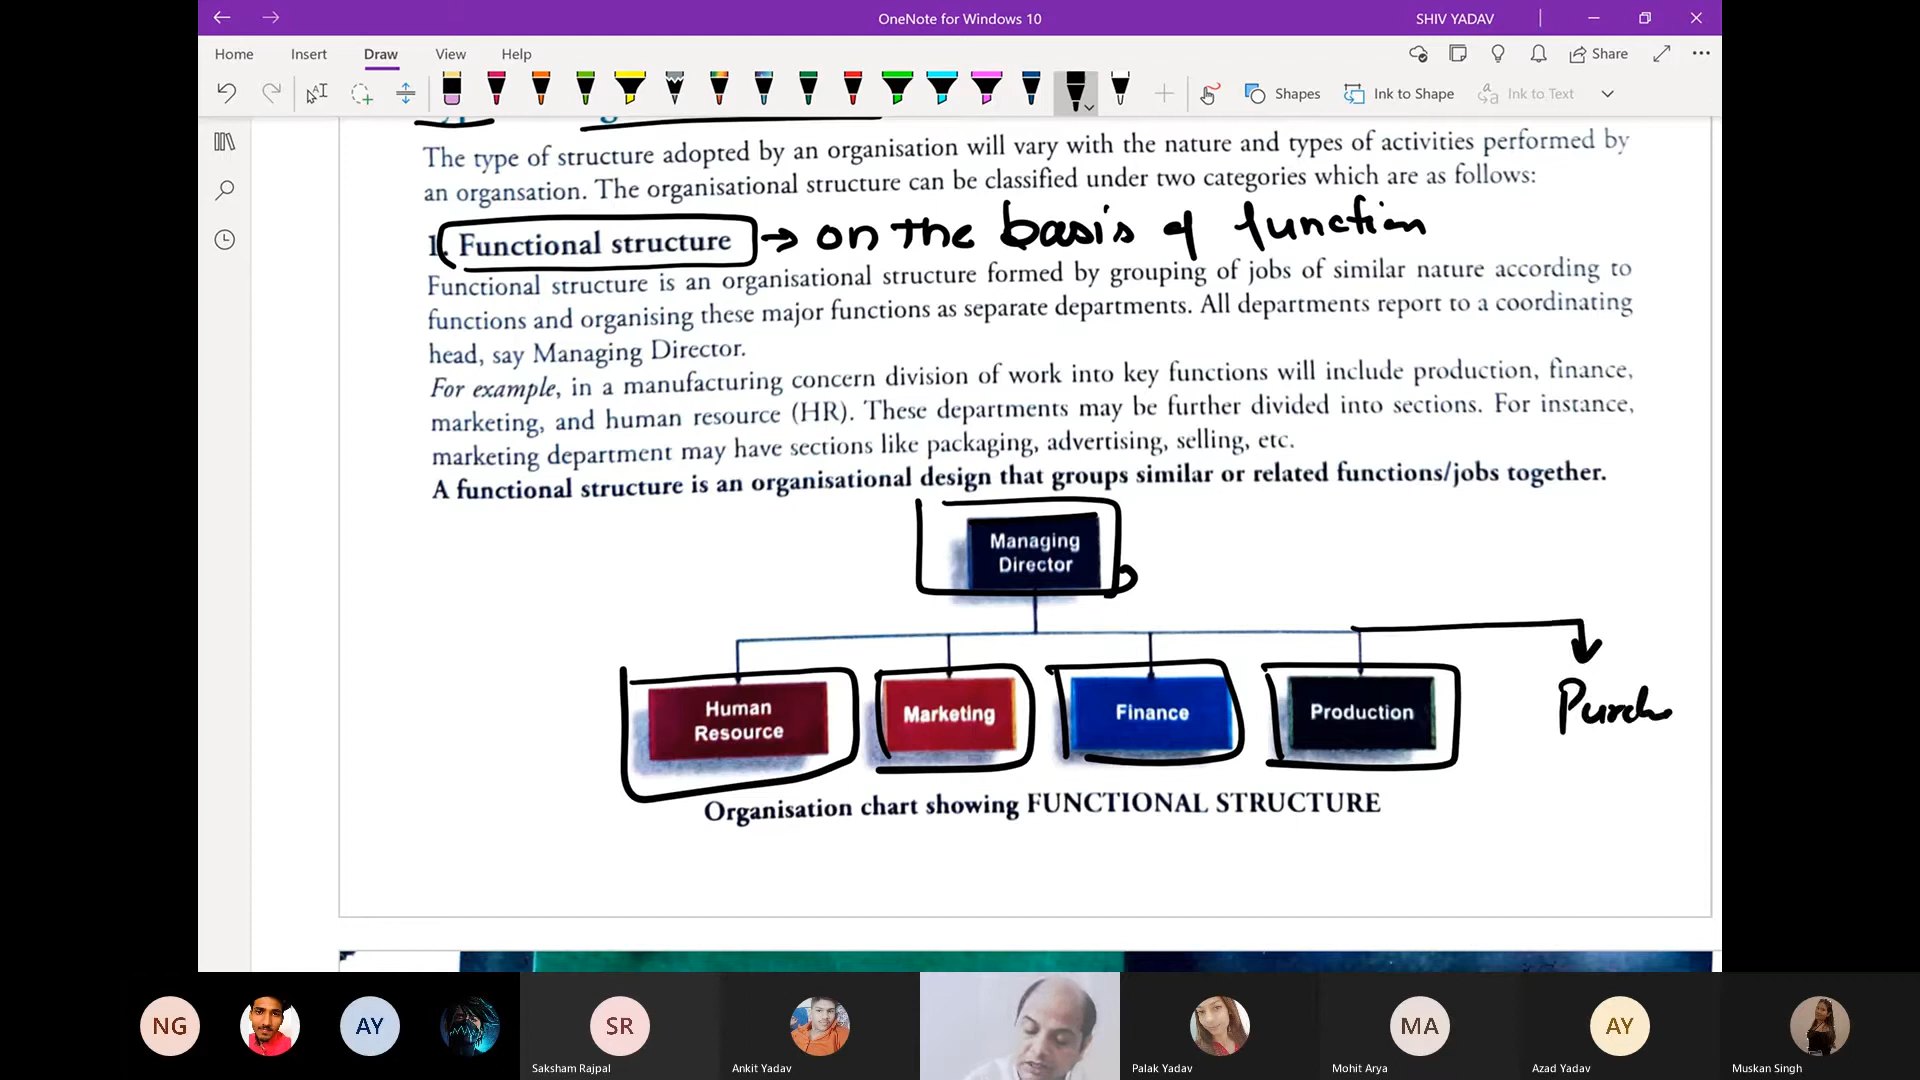 OneNote for Windows 10
SHIV YADAV
Home Insert Draw View Help
Share
Shapes
Ink to Shape
Ink to Text
The type of structure adopted by an organisation will vary with the nature and types of activities performed by
an organsation. The organisational structure can be classified under two categories which are as follows:
1. Functional structure → on the basis of function
Functional structure is an organisational structure formed by grouping of jobs of similar nature according to
functions and organising these major functions as separate departments. All departments report to a coordinating
head, say Managing Director.
For example, in a manufacturing concern division of work into key functions will include production, finance,
marketing, and human resource (HR). These departments may be further divided into sections. For instance,
marketing department may have sections like packaging, advertising, selling, etc.
A functional structure is an organisational design that groups similar or related functions/jobs together.
Managing
Director
Human
Resource
Marketing
Finance
Production
Organisation chart showing FUNCTIONAL STRUCTURE
NG
AY
SR
MA
AY
Saksham Rajpal
Ankit Yadav
Palak Yadav
Mohit Arya
Azad Yadav
Muskan Singh